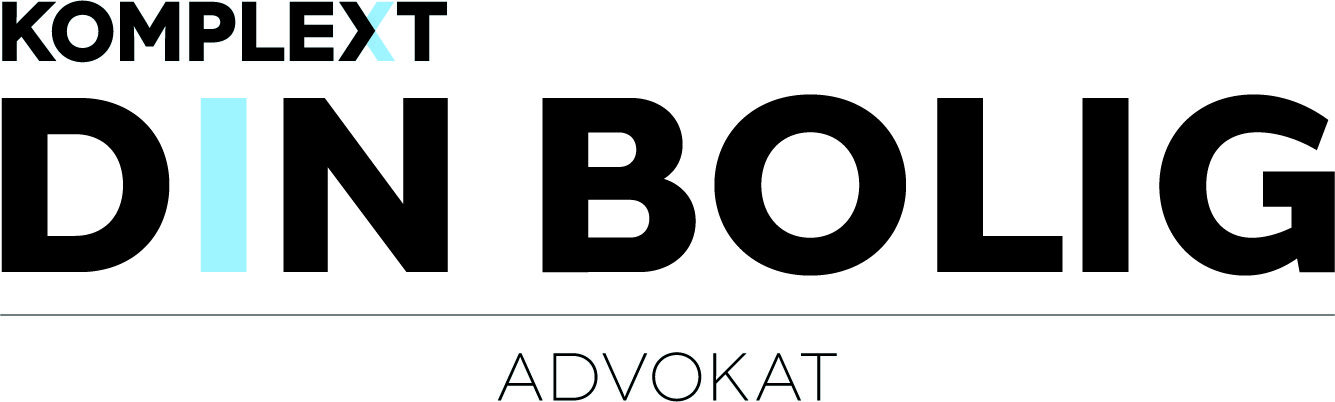 KOMPLEXT
DIN BOLIG
ADVOKAT